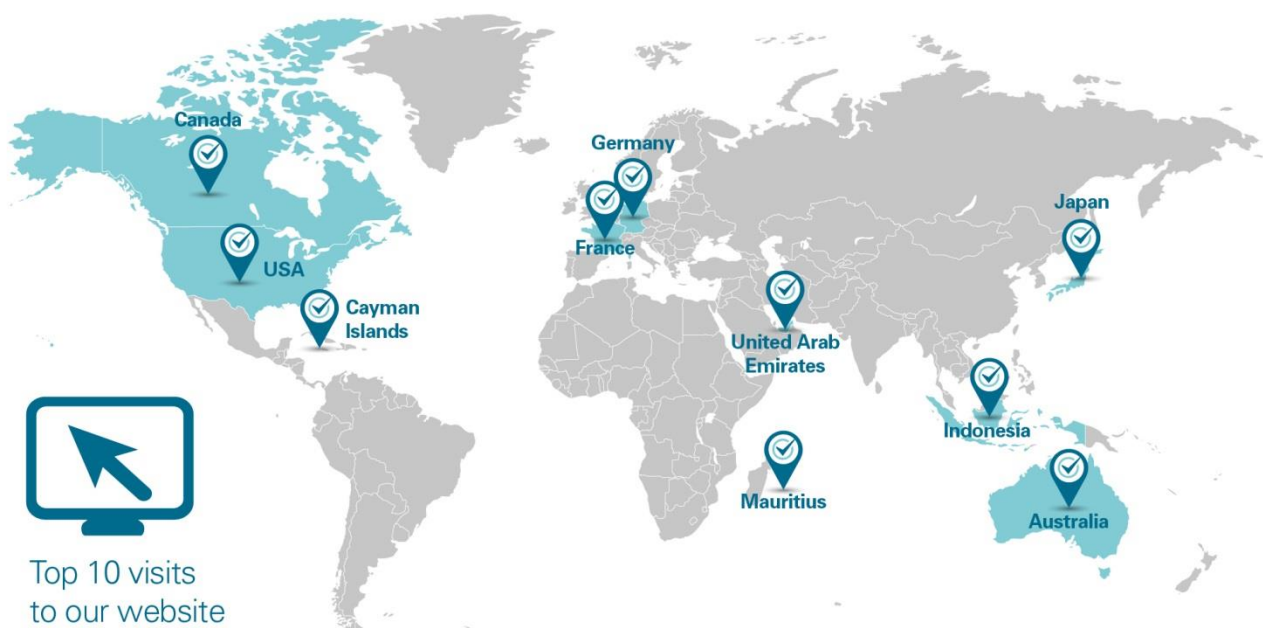 Canada
Germany
Japan
France
USA
Cayman
Islands
United Arab
Emirates
Indonesia
Mauritius
Australia
Top 10 visits
to our website